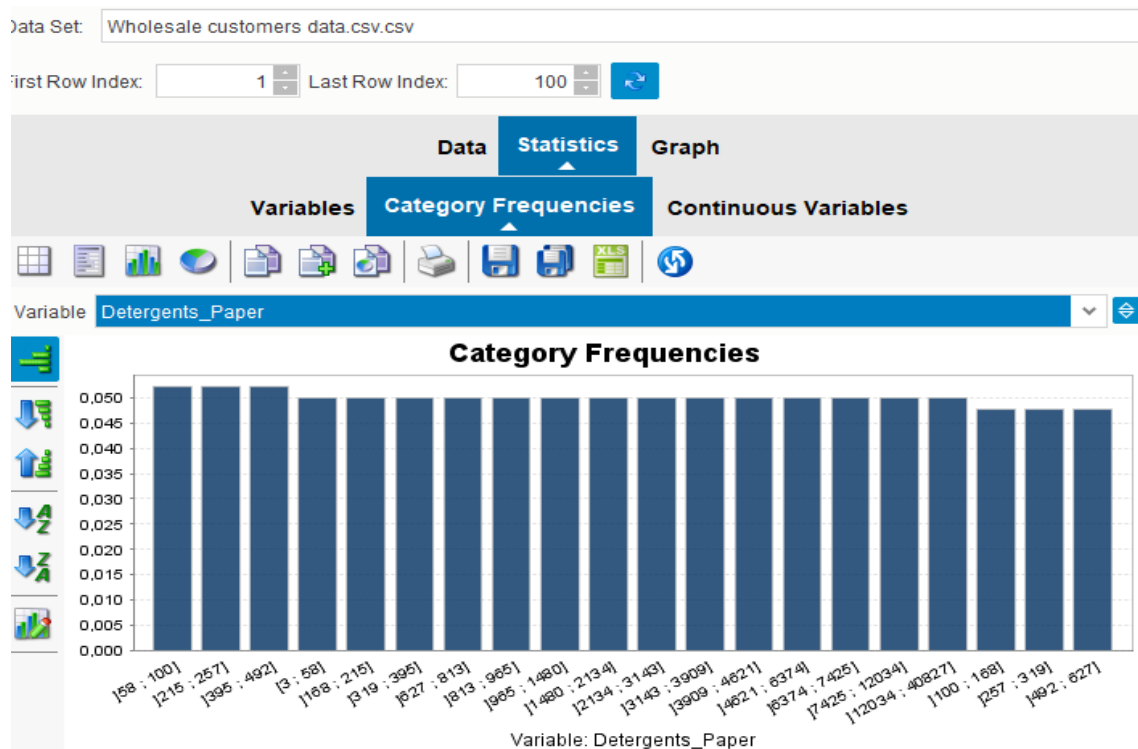 Data Set: Wholesale customers data.csv.csv
First Row Index: 1 Last Row Index: 100
Data Statistics Graph
Variables Category Frequencies Continuous Variables
XLS
Variable Detergents_Paper
Category Frequencies
0,050
0,045
0,040
0,035
0,030
0,025
0,020
0,015
0,010
0,005
0,000
]58 ; 100] ]215 ; 257] ]395 ; 492] ]3 ; 58] ]168 ; 215] ]319 ; 395] ]627 ; 813] ]813 ; 965] ]965 ; 1480] ]1480 ; 2134] ]2134 ; 3143] ]3143 ; 3909] ]3909 ; 4621] ]4621 ; 6374] ]6374 ; 7425] ]7425 ; 12034] ]12034 ; 40827] ]100 ; 168] ]257 ; 319] ]492 ; 627]
Variable: Detergents_Paper
A
Z
Z
A